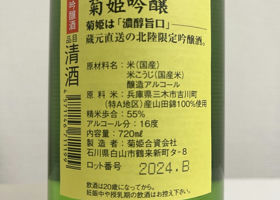 菊姫吟醸
菊姫は「濃醇旨口」
蔵元直送の北陸限定吟醸酒。
吟醸酒
品目 清酒
原材料名：米(国産)
米こうじ(国産米)
醸造アルコール
原料米：兵庫県三木市吉川町
(特A地区)産山田錦100%使用
精米歩合：55%
アルコール分：16度
内容量：720ml
製造者：菊姫合資会社
石川県白山市鶴来新町タ-8
ロット番号 2024.B
飲酒は20歳になってから。
妊娠中や授乳期の飲酒はお控え下さい。